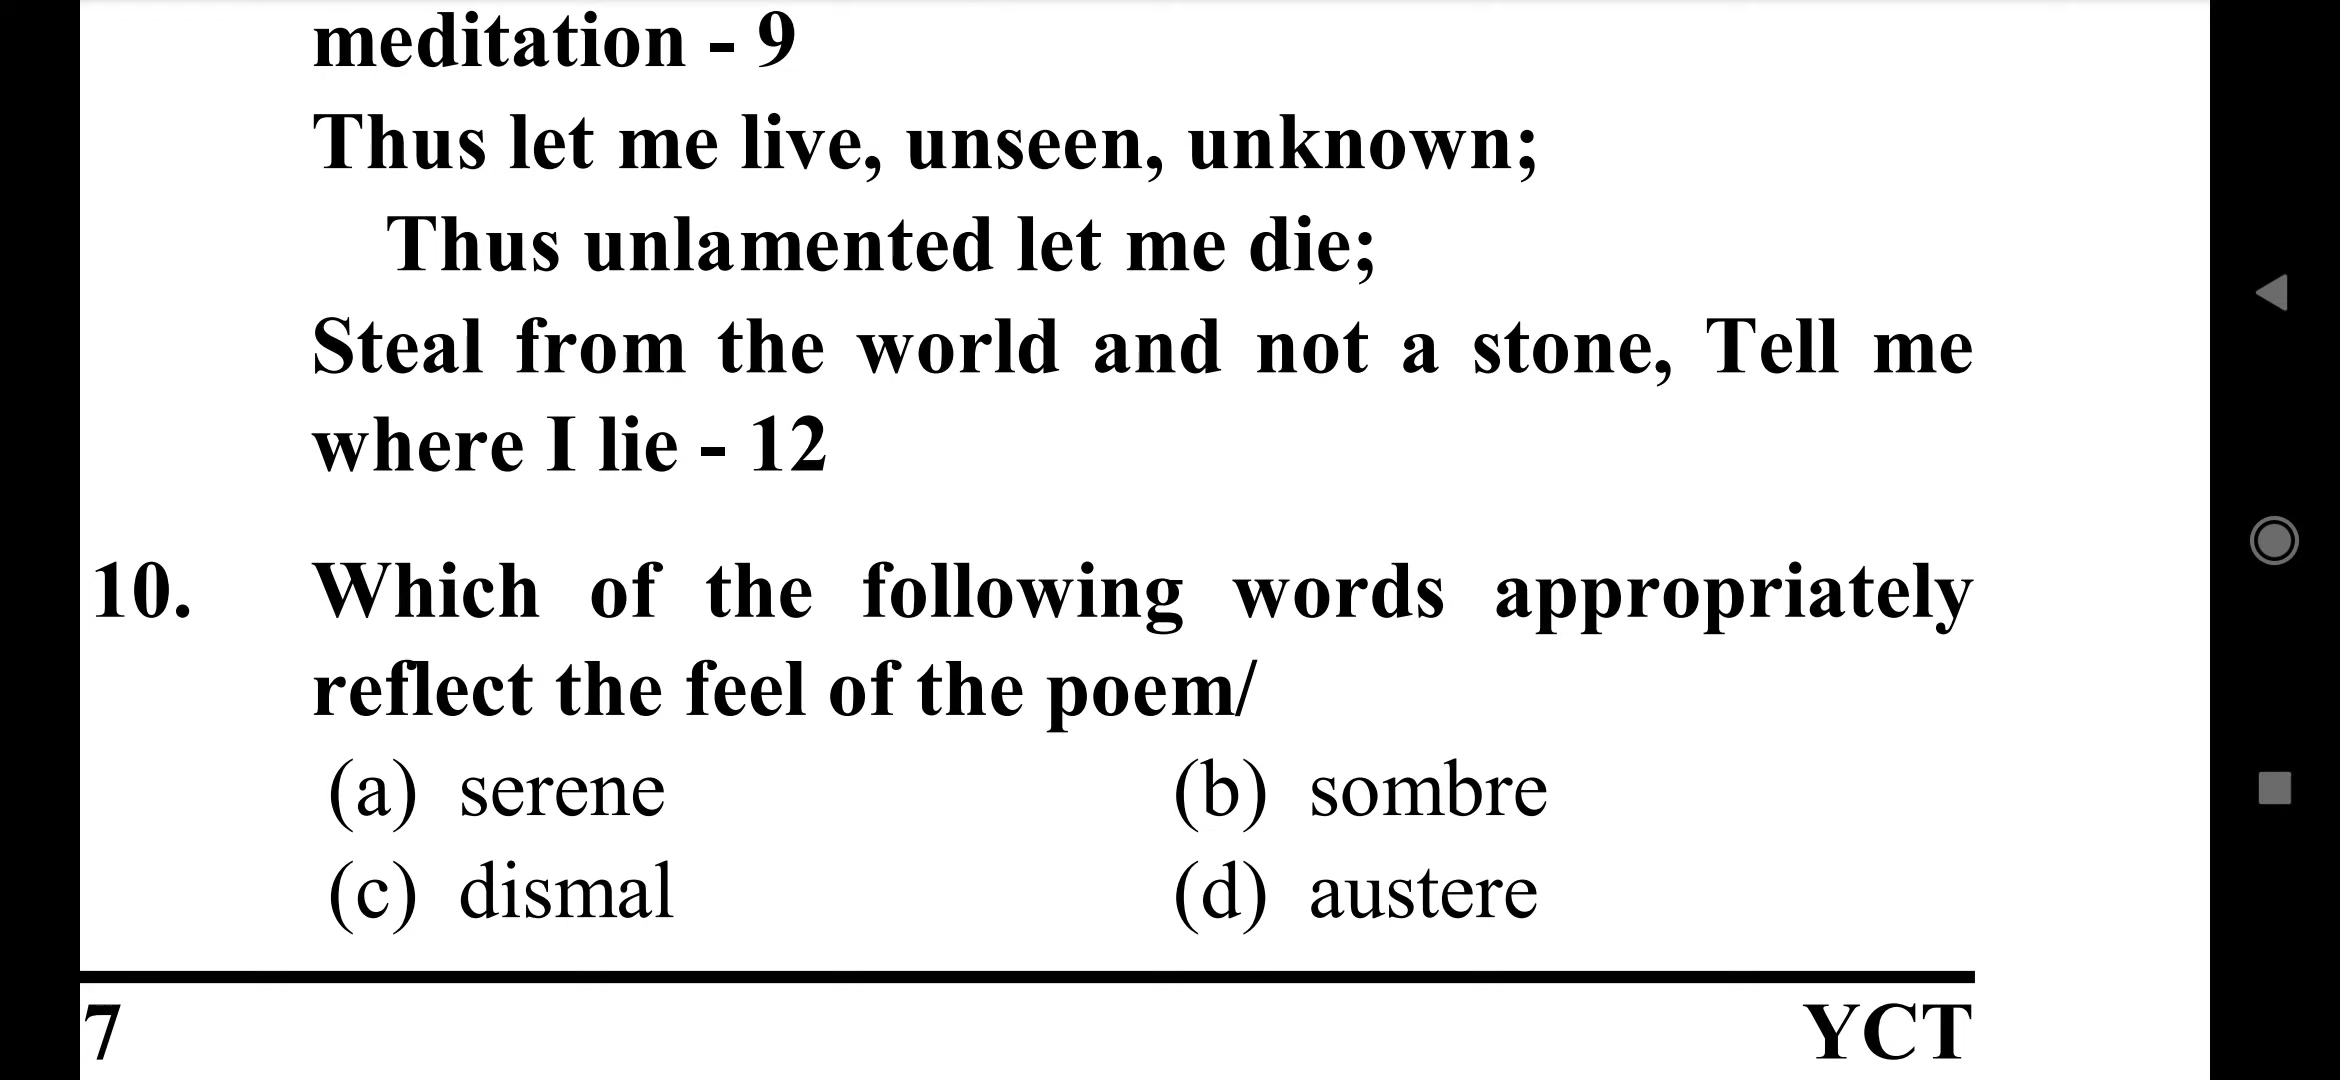 meditation - 9
Thus let me live, unseen, unknown;
Thus unlamented let me die;
Steal from the world and not a stone, Tell me
where I lie - 12
10. Which of the following words appropriately
reflect the feel of the poem/
(a) serene (b) sombre
(c) dismal (d) austere
7 YCT